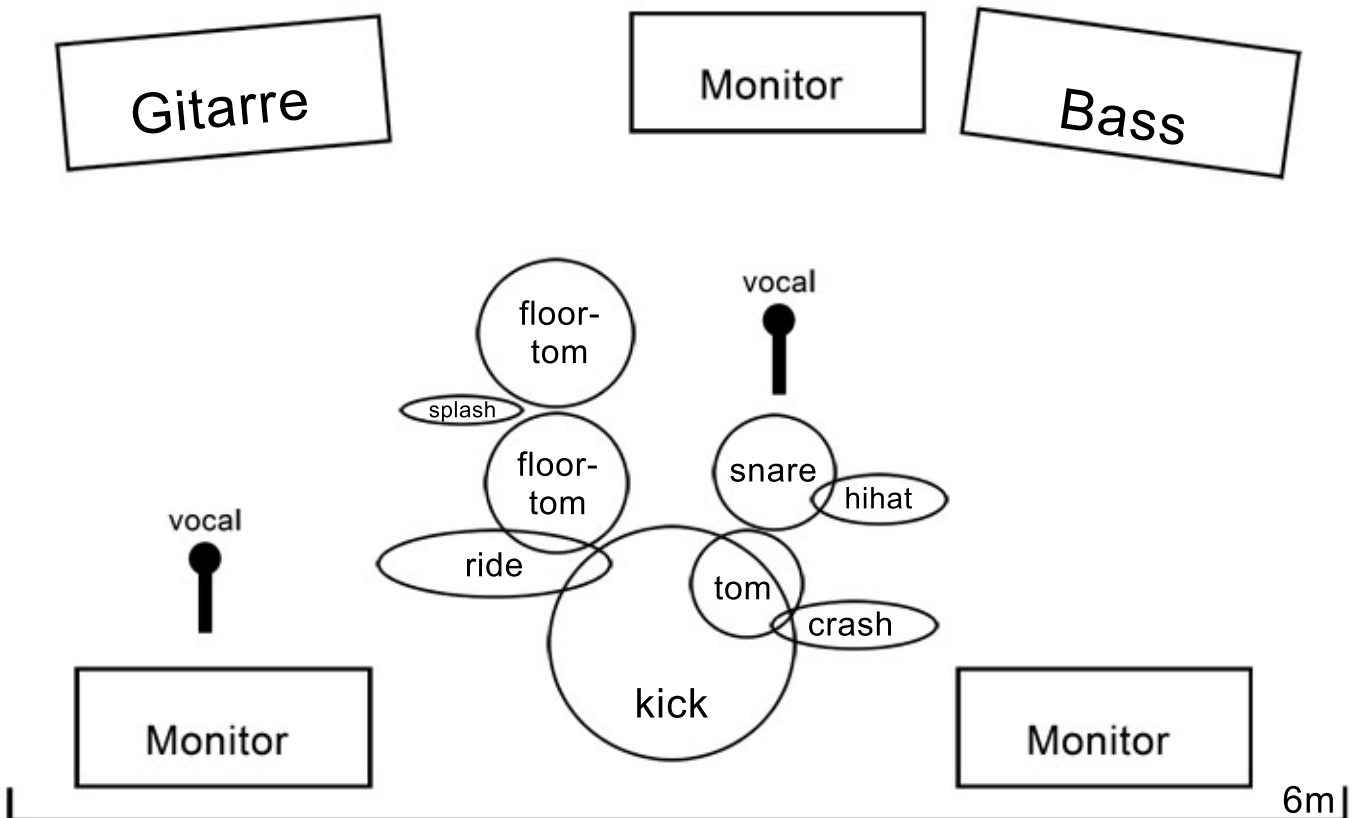 Gitarre
Monitor
Bass
vocal
floor-
tom
splash
floor-
tom
snare
hihat
vocal
ride
tom
crash
kick
Monitor
Monitor
6m